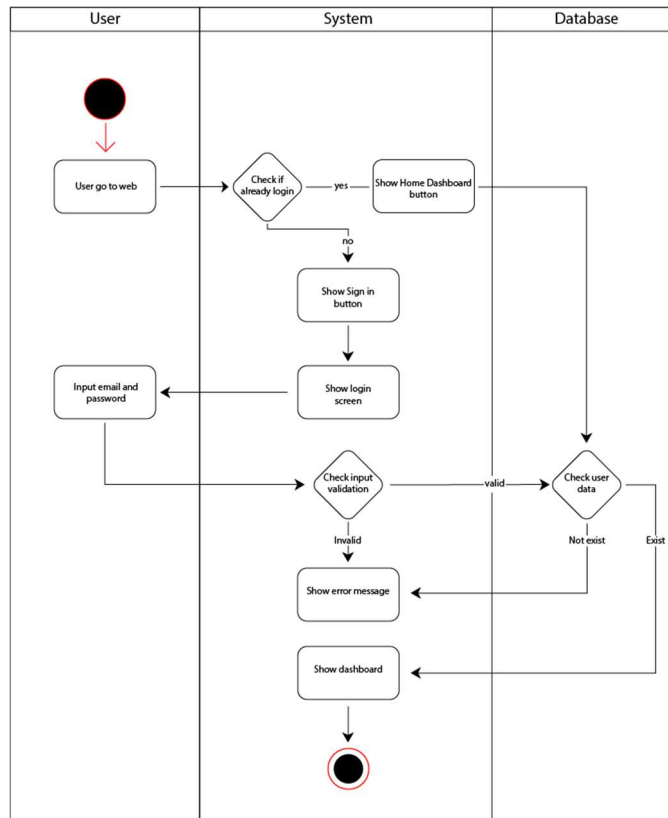 User
System
Database
User go to web
Check if
already login
yes
Show Home Dashboard
button
no
Show Sign in
button
Input email and
password
Show login
screen
Check input
validation
valid
Check user
data
Invalid
Not exist
Exist
Show error message
Show dashboard